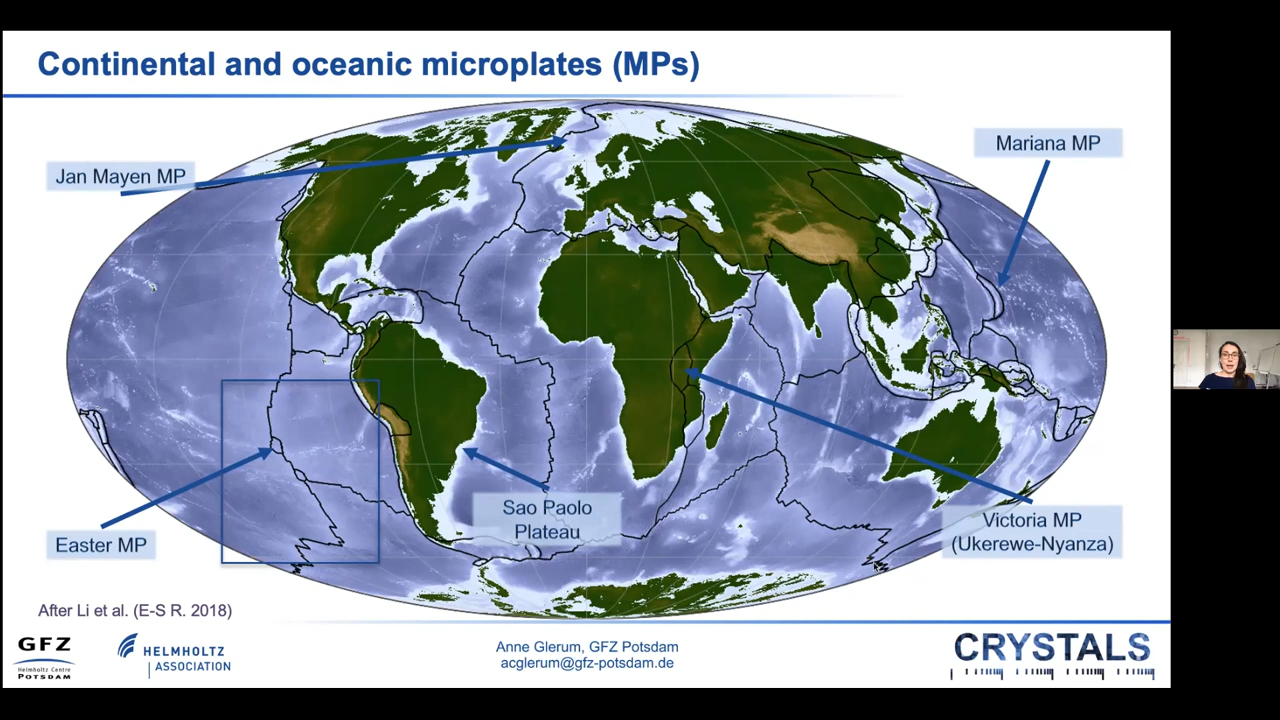 Continental and oceanic microplates (MPs)
Mariana MP
Jan Mayen MP
Sao Paolo
Plateau
Easter MP
Victoria MP
(Ukerewe-Nyanza)
After Li et al. (E-S R. 2018)
GFZ
Helmholtz Centre
POTSDAM
HELMHOLTZ
ASSOCIATION
Anne Glerum, GFZ Potsdam
acglerum@gfz-potsdam.de
CRYSTALS